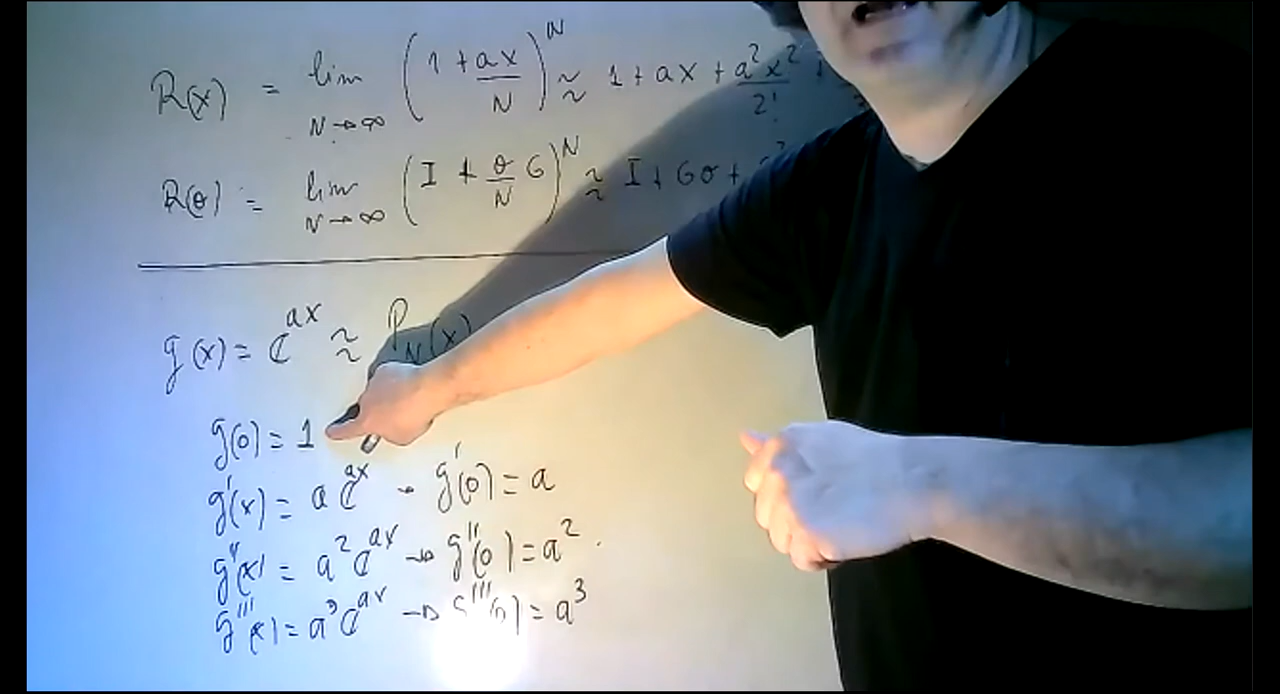 R(x) = lim N→∞ (1 + ax/N)^N ≈ 1 + ax + a²x²/2! +
R(θ) = lim N→∞ (I + θ/N G)^N ≈ I + Gθ +
g(x) = e^{ax} ≈ P_N(x)
g(0) = 1
g'(x) = a e^{ax} → g'(0) = a
g''(x) = a² e^{ax} → g''(0) = a²
g'''(x) = a³ e^{ax} → g'''(0) = a³